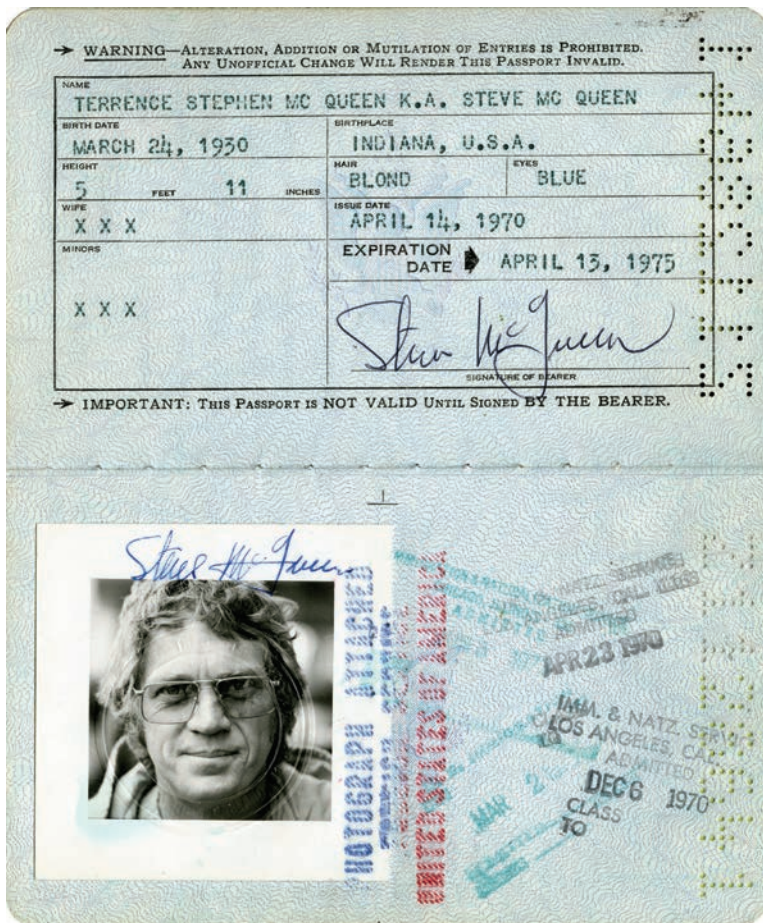 → WARNING—ALTERATION, ADDITION OR MUTILATION OF ENTRIES IS PROHIBITED.
ANY UNOFFICIAL CHANGE WILL RENDER THIS PASSPORT INVALID.
NAME
TERRENCE STEPHEN MC QUEEN K.A. STEVE MC QUEEN
BIRTH DATE BIRTHPLACE
MARCH 24, 1930 INDIANA, U.S.A.
HEIGHT HAIR EYES
5 FEET 11 INCHES BLOND BLUE
WIFE ISSUE DATE
X X X APRIL 14, 1970
MINORS EXPIRATION
DATE APRIL 13, 1975
X X X
Steve McQueen
SIGNATURE OF BEARER
→ IMPORTANT: THIS PASSPORT IS NOT VALID UNTIL SIGNED BY THE BEARER.
Steve McQueen
PHOTOGRAPH ATTACHED
UNITED STATES OF AMERICA
ADMITTED
APR 23 1970
IMM. & NATZ. SERV.
LOS ANGELES, CAL.
ADMITTED
DEC 6 1970
CLASS
TO
MAR 2